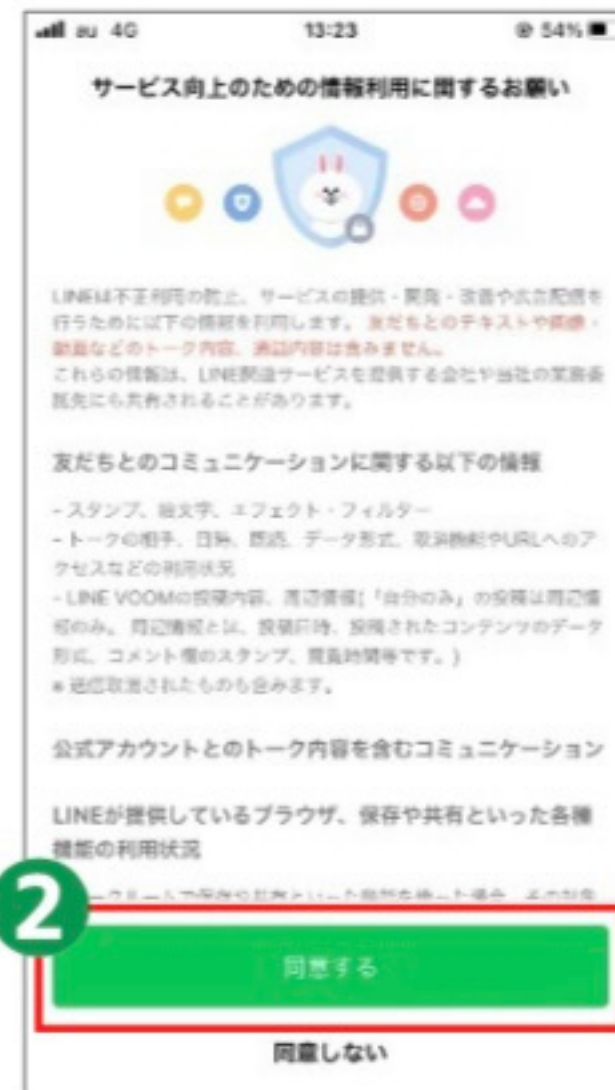 au 4G 13:23 54%
サービス向上のための情報利用に関するお願い
LINEは不正利用の防止、サービスの提供・開発・改善や広告配信を
行うために以下の情報を利用します。友だちとのテキストや画像・
動画などのトーク内容、通話内容は含みません。
これらの情報は、LINE関連サービスを提供する会社や当社の業務委
託先にも共有されることがあります。
友だちとのコミュニケーションに関する以下の情報
- スタンプ、絵文字、エフェクト・フィルター
- トークの相手、日時、既読、データ形式、取消機能やURLへのア
クセスなどの利用状況
- LINE VOOMの投稿内容、周辺情報(「自分のみ」の投稿は周辺情
報のみ。周辺情報とは、投稿日時、投稿されたコンテンツのデータ
形式、コメント欄のスタンプ、閲覧時間等です。)
※送信取消されたものも含みます。
公式アカウントとのトーク内容を含むコミュニケーション
LINEが提供しているブラウザ、保存や共有といった各種
機能の利用状況
2
同意する
同意しない